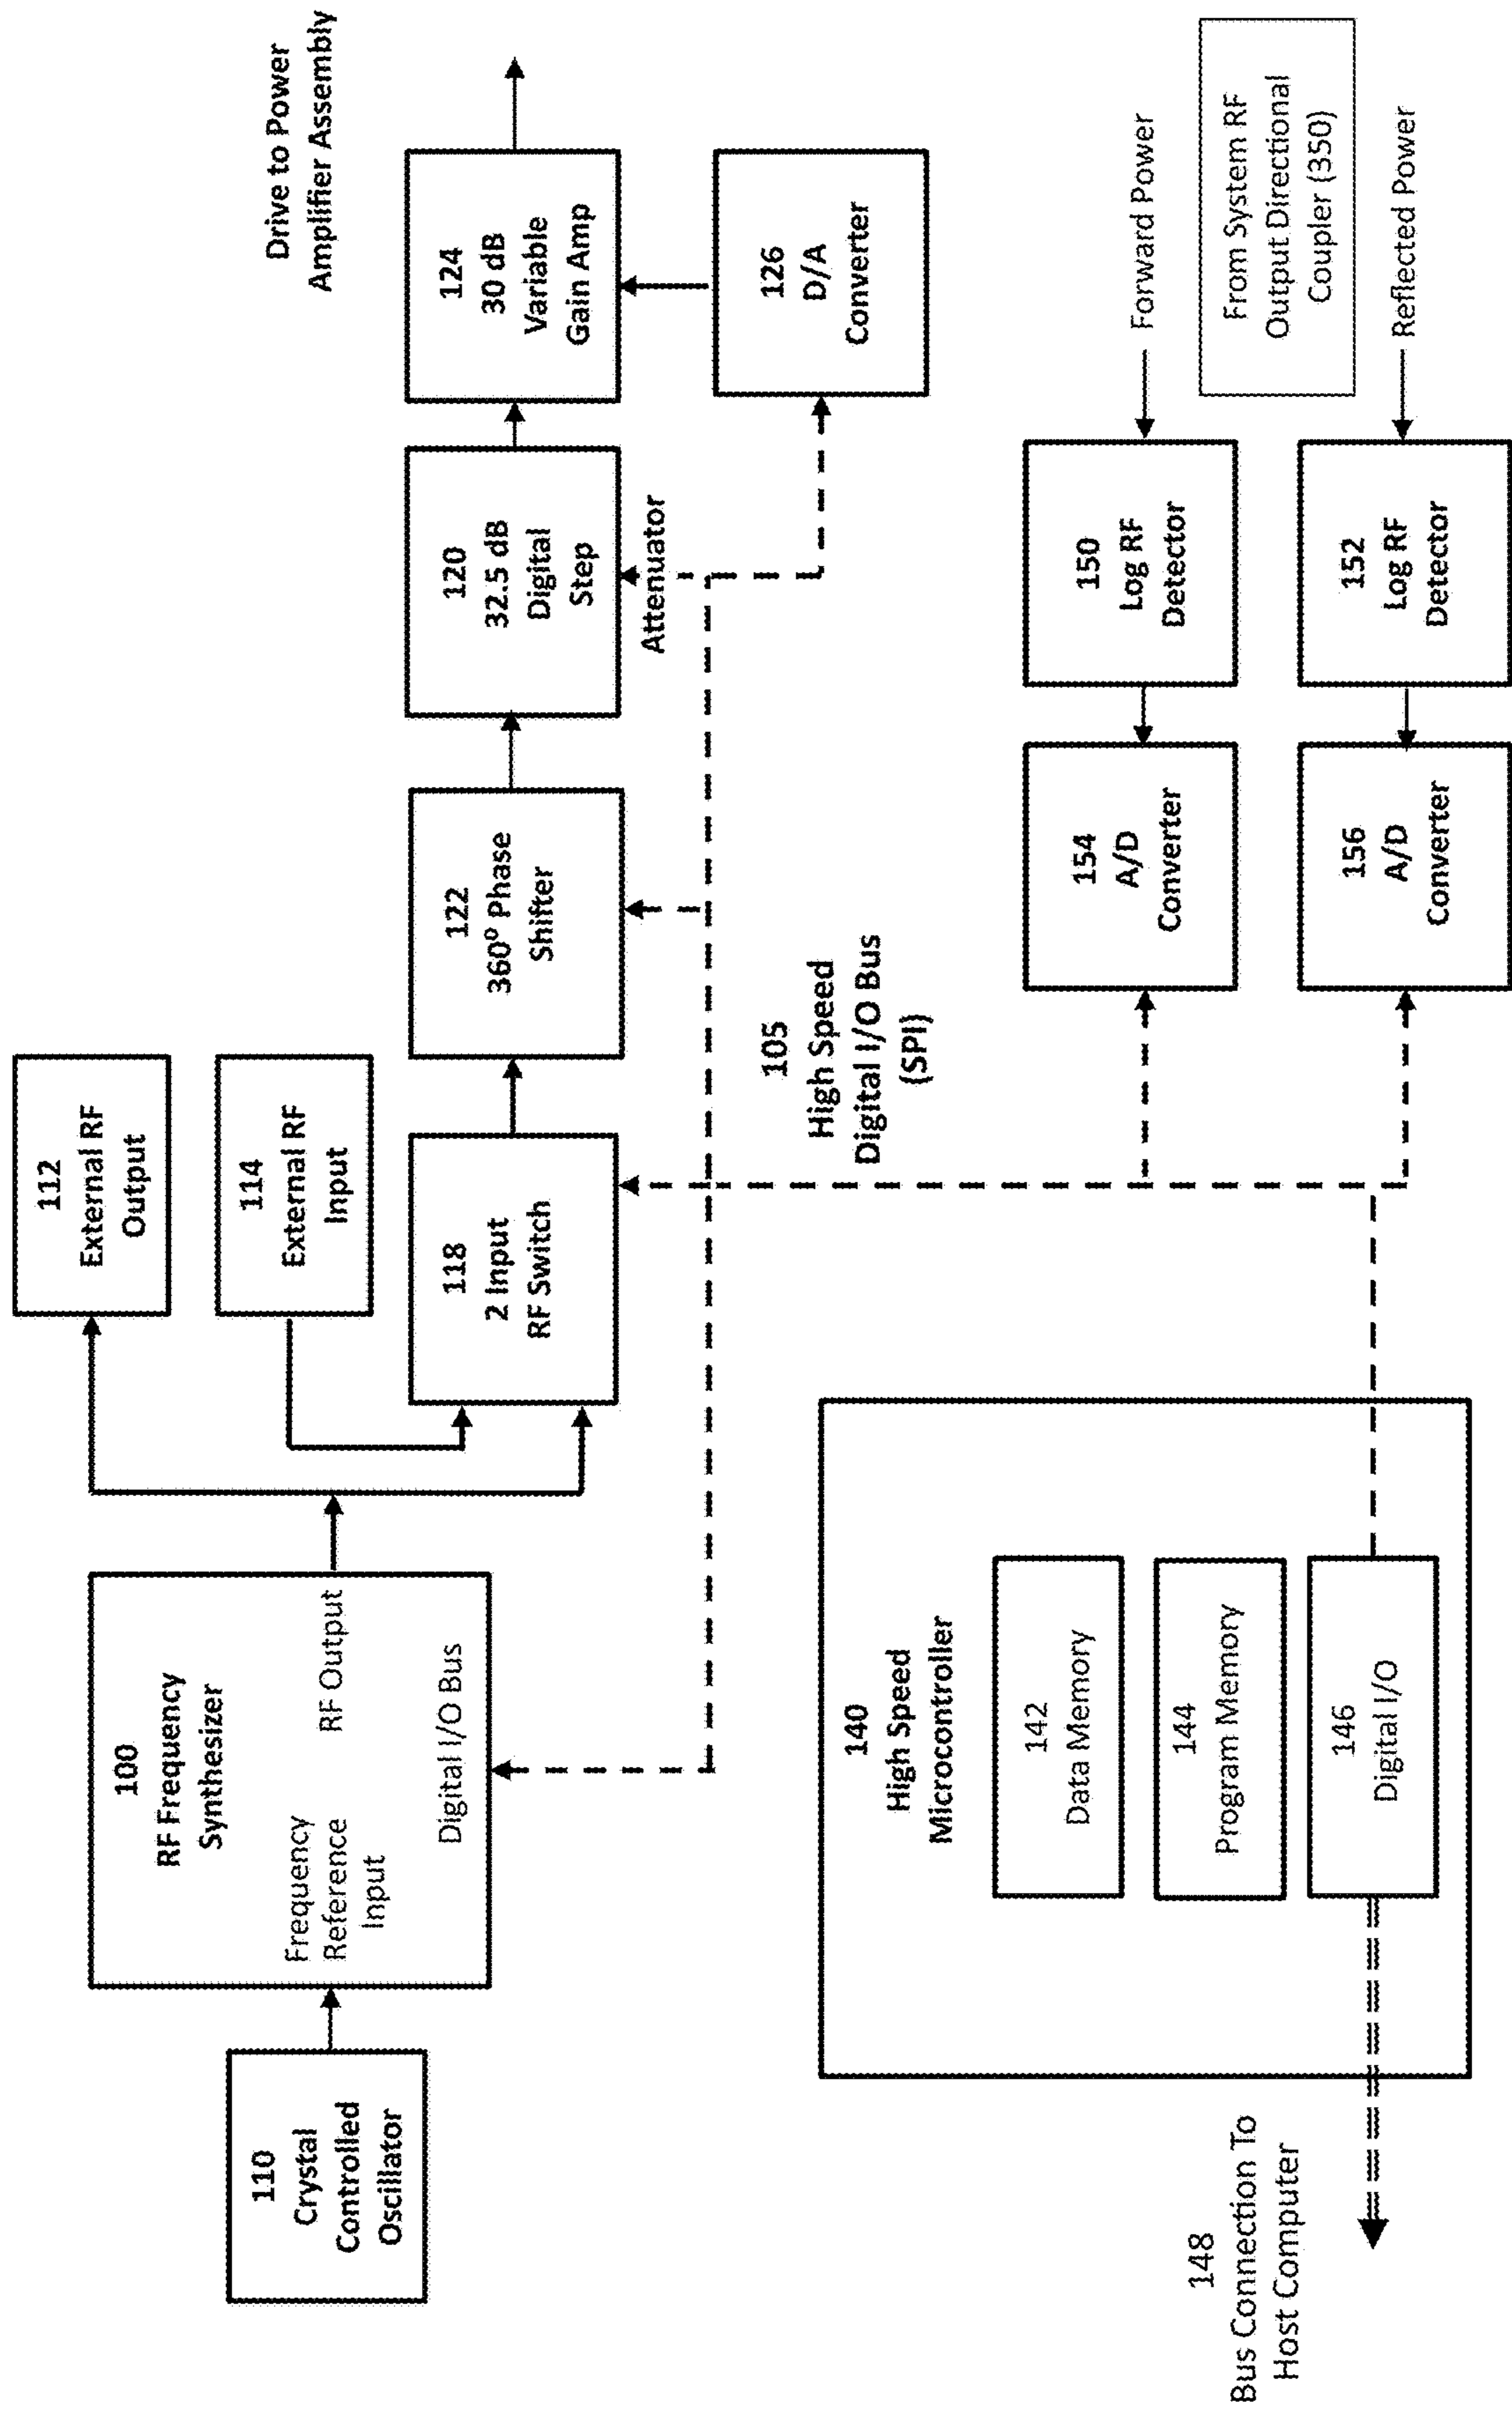 112
External RF
Output
Drive to Power
Amplifier Assembly
114
External RF
Input
100
RF Frequency
Synthesizer
Frequency
Reference
Input
RF Output
Digital I/O Bus
110
Crystal
Controlled
Oscillator
118
2 Input
RF Switch
122
360⁰ Phase
Shifter
120
32.5 dB
Digital
Step
Attenuator
124
30 dB
Variable
Gain Amp
126
D/A
Converter
105
High Speed
Digital I/O Bus
(SPI)
140
High Speed
Microcontroller
142
Data Memory
144
Program Memory
146
Digital I/O
148
Bus Connection To
Host Computer
154
A/D
Converter
150
Log RF
Detector
Forward Power
From System RF
Output Directional
Coupler (350)
156
A/D
Converter
152
Log RF
Detector
Reflected Power